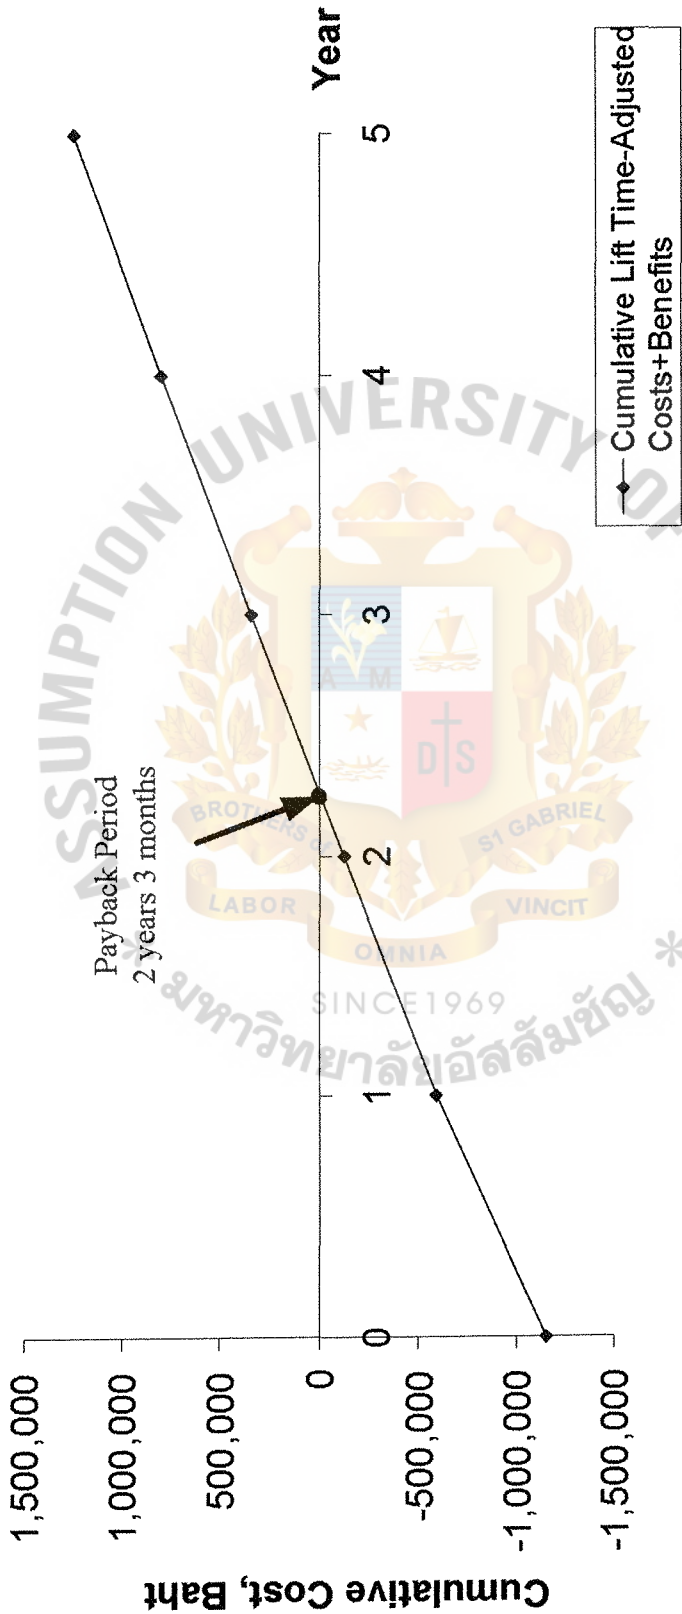 Payback Period
2 years 3 months
Cumulative Cost, Baht
1,500,000
1,000,000
500,000
0
-500,000
-1,000,000
-1,500,000
0
1
2
3
4
5
Year
Cumulative Lift Time-Adjusted
Costs+Benefits
ASSUMPTION UNIVERSITY OF
A M
D S
BROTHERS of
S1 GABRIEL
LABOR
OMNIA
VINCIT
SINCE1969
* มหาวิทยาลัยอัสสัมชัญ *